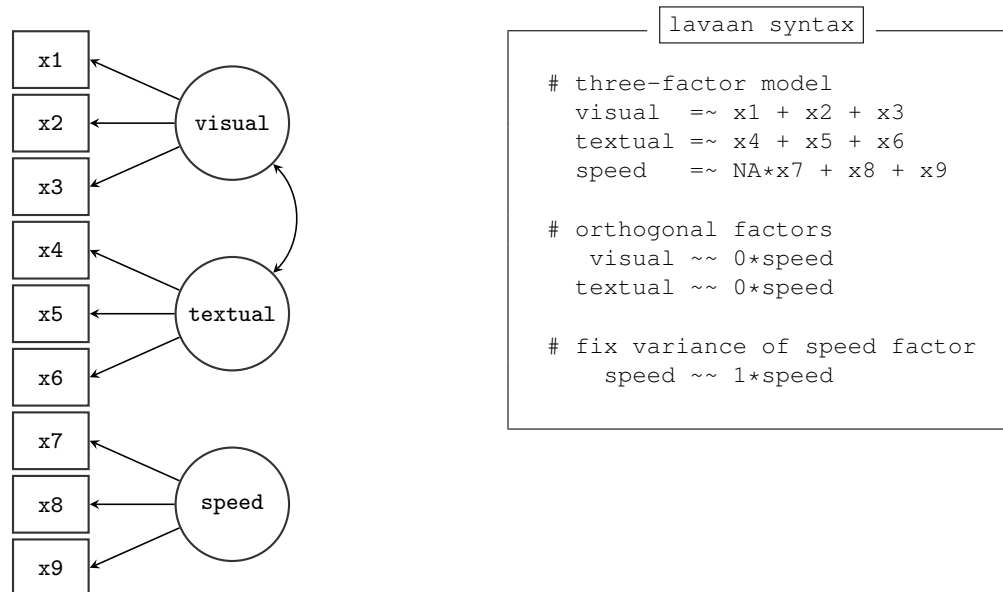 x1
x2
x3
x4
x5
x6
x7
x8
x9
visual
textual
speed
lavaan syntax
# three-factor model
visual =~ x1 + x2 + x3
textual =~ x4 + x5 + x6
speed =~ NA*x7 + x8 + x9
# orthogonal factors
visual ~~ 0*speed
textual ~~ 0*speed
# fix variance of speed factor
speed ~~ 1*speed